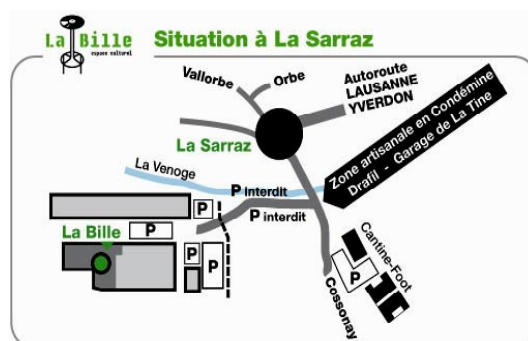 La Bille
espace culturel
Situation à La Sarraz
Vallorbe
Orbe
Autoroute
LAUSANNE
YVERDON
La Sarraz
Zone artisanale en Condémine
Drafil - Garage de La Tine
La Venoge
P Interdit
P interdit
P
P
La Bille
P
P
P
Cantine-Foot
Cossonay